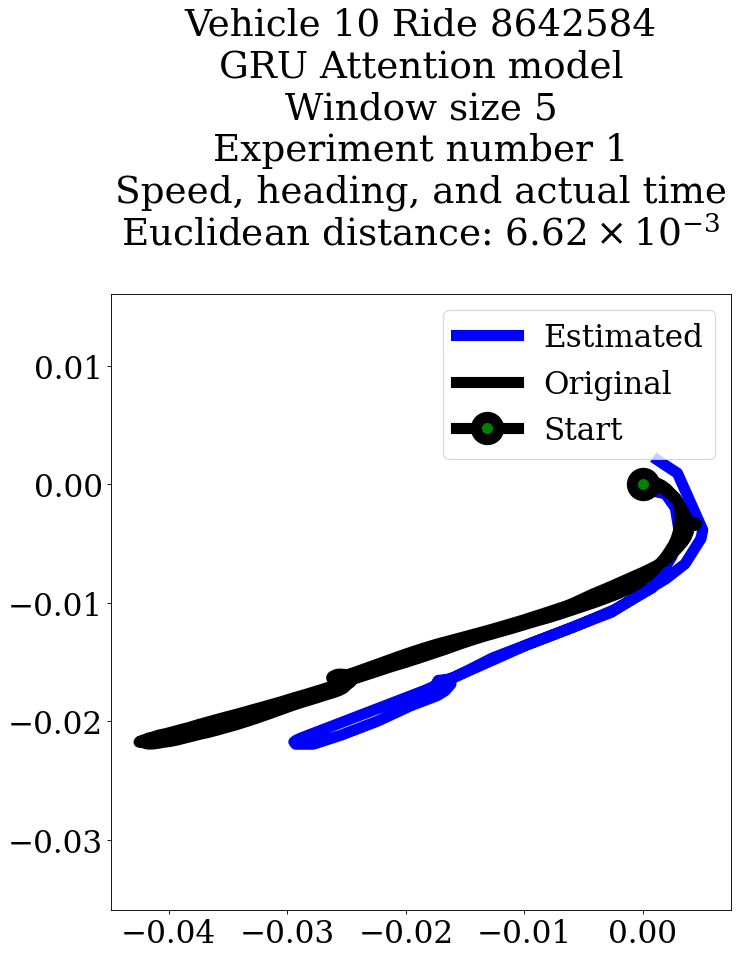 Vehicle 10 Ride 8642584
GRU Attention model
Window size 5
Experiment number 1
Speed, heading, and actual time
Euclidean distance: 6.62 × 10⁻³
Estimated
Original
Start
0.01
0.00
−0.01
−0.02
−0.03
−0.04 −0.03 −0.02 −0.01 0.00